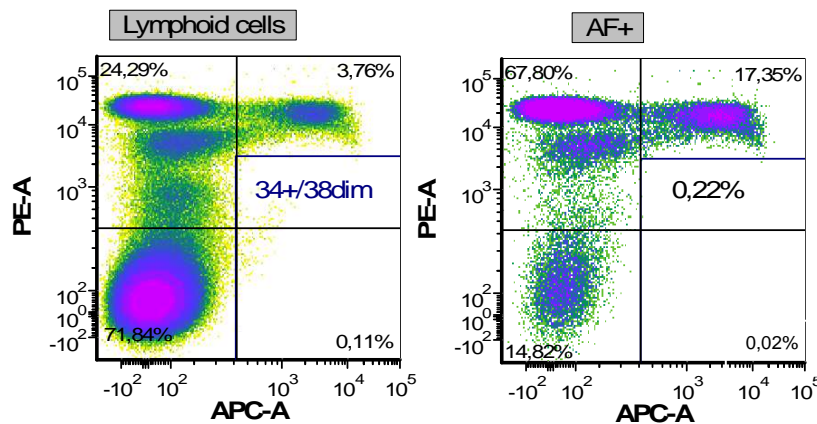 Lymphoid cells
24,29%
3,76%
10⁵
10⁴
10³
10²
10⁰
-10²
34+/38dim
71,84%
0,11%
-10² 10² 10³ 10⁴ 10⁵
PE-A
APC-A
AF+
67,80%
17,35%
10⁵
10⁴
10³
10²
10⁰
-10²
0,22%
14,82%
0,02%
-10² 10² 10³ 10⁴ 10⁵
PE-A
APC-A